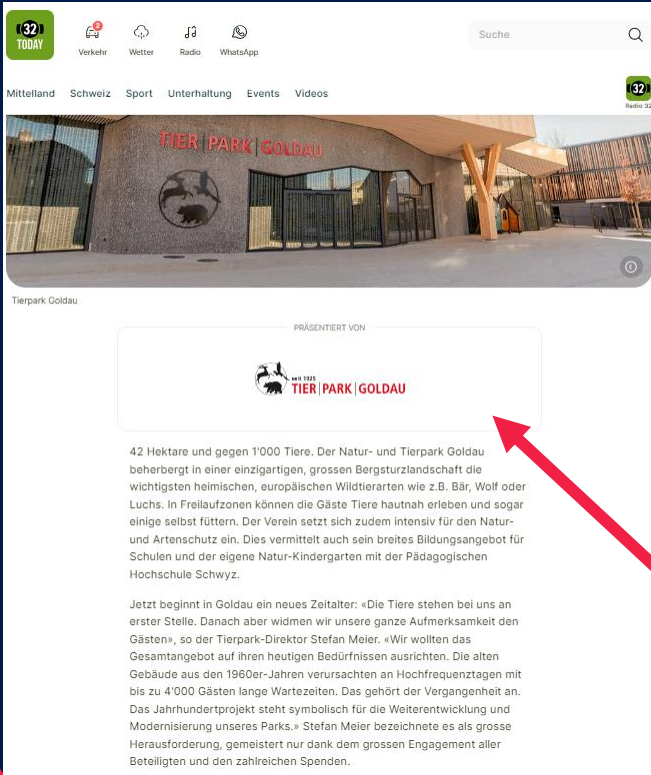 32
TODAY
2
Verkehr
Wetter
Radio
WhatsApp
Suche
Mittelland Schweiz Sport Unterhaltung Events Videos
32
Radio 32
TIER PARK GOLDAU
Tierpark Goldau
PRÄSENTIERT VON
seit 1925
TIER PARK GOLDAU
42 Hektare und gegen 1'000 Tiere. Der Natur- und Tierpark Goldau
beherbergt in einer einzigartigen, grossen Bergsturzlandschaft die
wichtigsten heimischen, europäischen Wildtierarten wie z.B. Bär, Wolf oder
Luchs. In Freilaufzonen können die Gäste Tiere hautnah erleben und sogar
einige selbst füttern. Der Verein setzt sich zudem intensiv für den Natur-
und Artenschutz ein. Dies vermittelt auch sein breites Bildungsangebot für
Schulen und der eigene Natur-Kindergarten mit der Pädagogischen
Hochschule Schwyz.
Jetzt beginnt in Goldau ein neues Zeitalter: «Die Tiere stehen bei uns an
erster Stelle. Danach aber widmen wir unsere ganze Aufmerksamkeit den
Gästen», so der Tierpark-Direktor Stefan Meier. «Wir wollten das
Gesamtangebot auf ihren heutigen Bedürfnissen ausrichten. Die alten
Gebäude aus den 1960er-Jahren verursachten an Hochfrequenztagen mit
bis zu 4'000 Gästen lange Wartezeiten. Das gehört der Vergangenheit an.
Das Jahrhundertprojekt steht symbolisch für die Weiterentwicklung und
Modernisierung unseres Parks.» Stefan Meier bezeichnete es als grosse
Herausforderung, gemeistert nur dank dem grossen Engagement aller
Beteiligten und den zahlreichen Spenden.